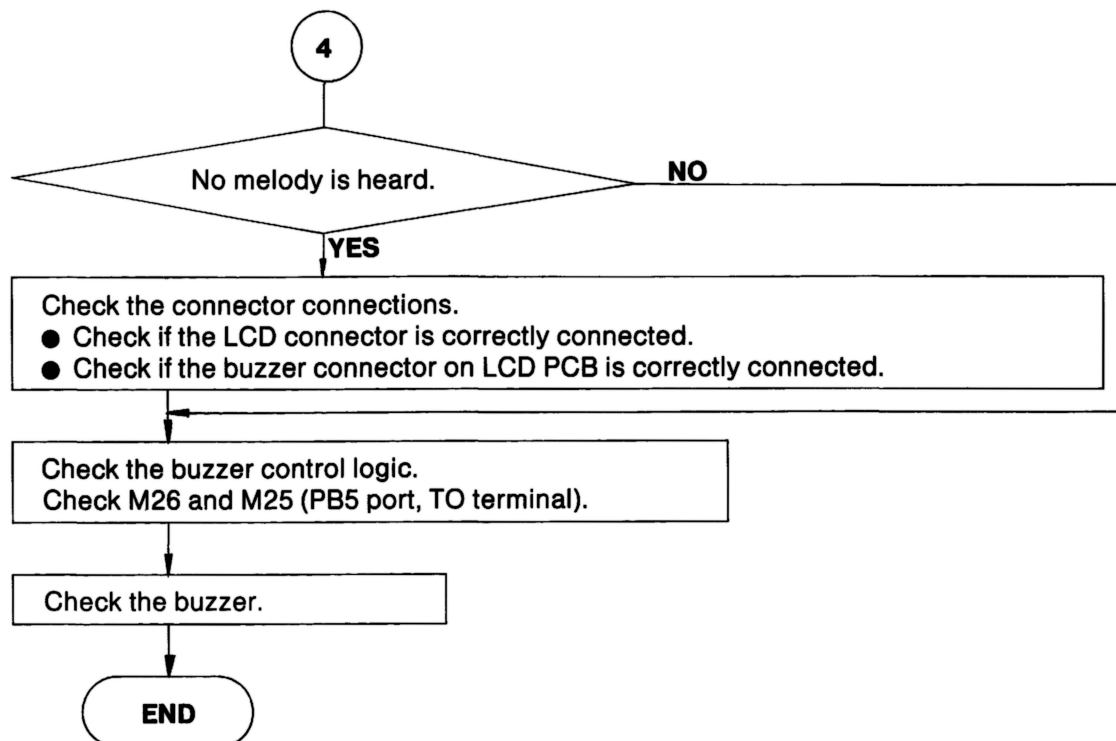 4
No melody is heard.
NO
YES
Check the connector connections.
● Check if the LCD connector is correctly connected.
● Check if the buzzer connector on LCD PCB is correctly connected.
Check the buzzer control logic.
Check M26 and M25 (PB5 port, TO terminal).
Check the buzzer.
END